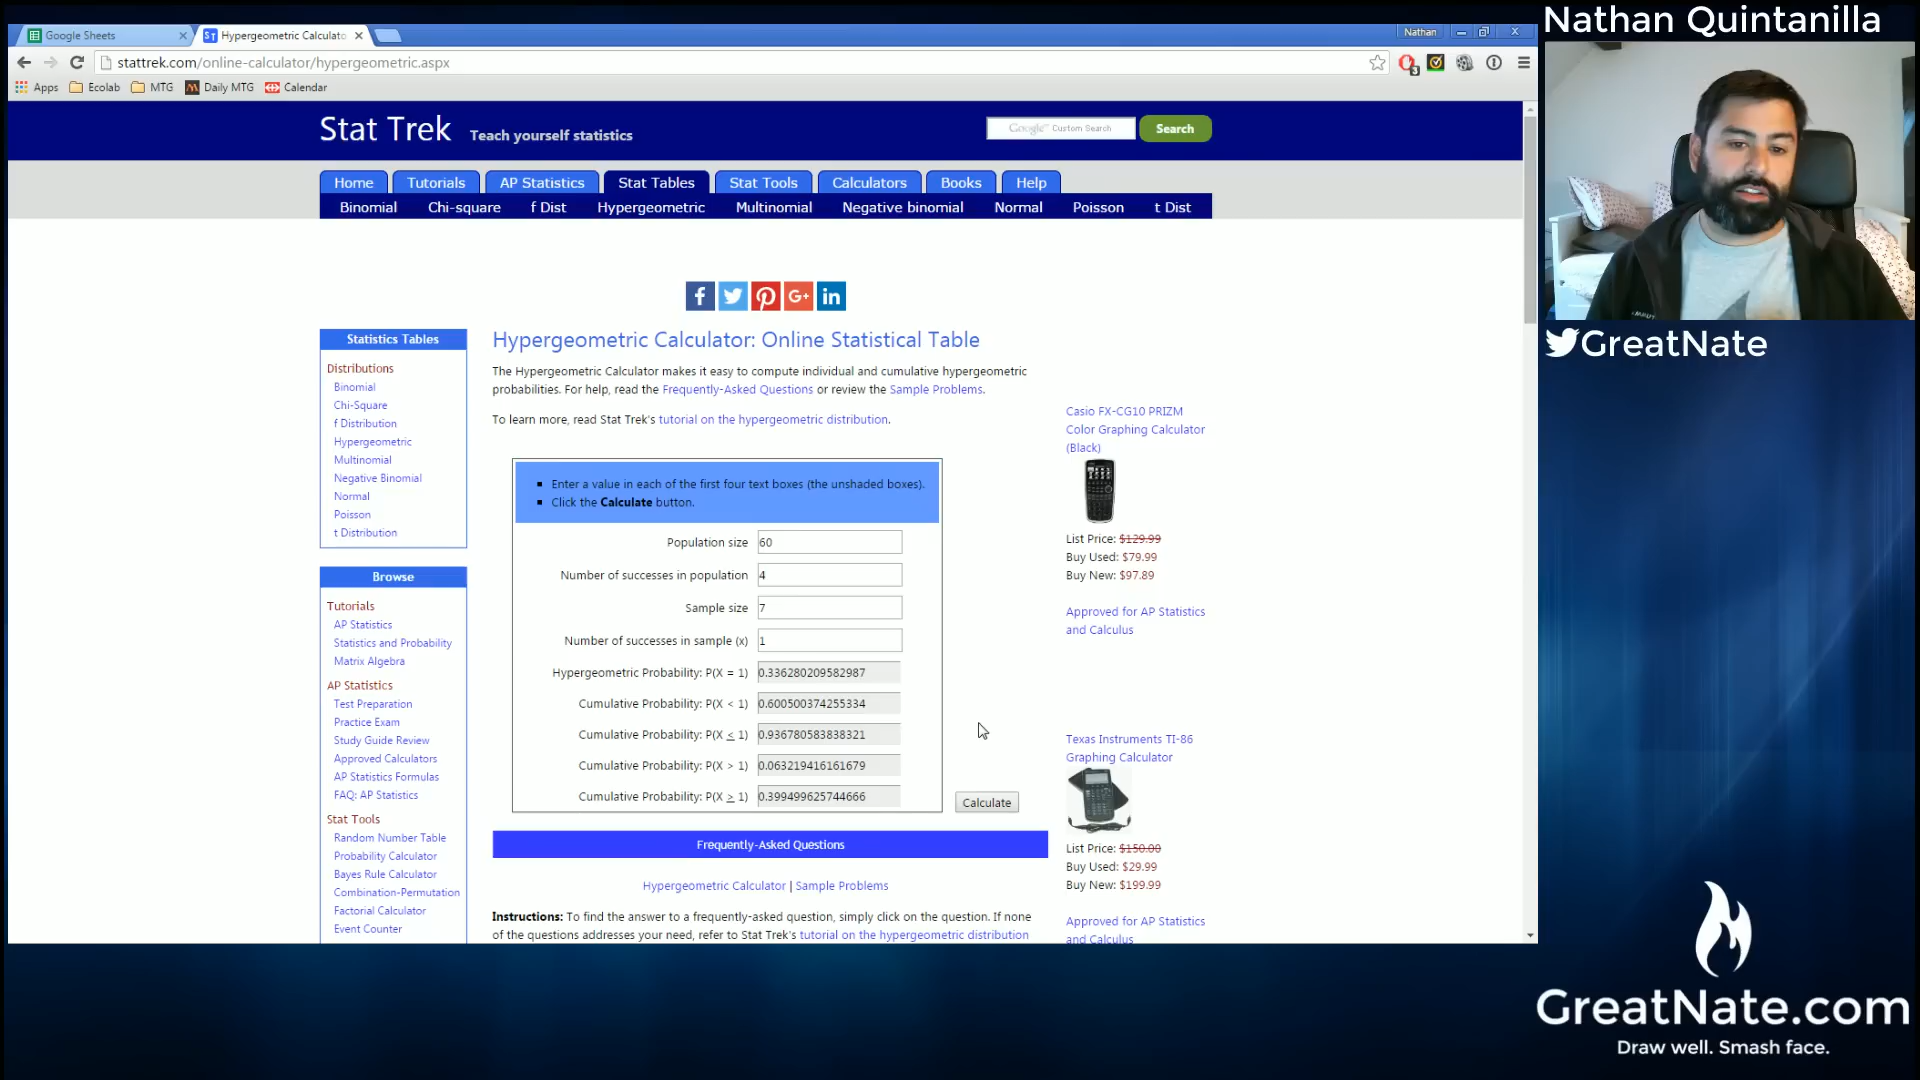 Nathan Quintanilla
Google Sheets
Hypergeometric Calculato
Nathan
stattrek.com/online-calculator/hypergeometric.aspx
Apps
Ecolab
MTG
Daily MTG
Calendar
Stat Trek
Teach yourself statistics
Google™ Custom Search
Search
Home
Tutorials
AP Statistics
Stat Tables
Stat Tools
Calculators
Books
Help
Binomial
Chi-square
f Dist
Hypergeometric
Multinomial
Negative binomial
Normal
Poisson
t Dist
GreatNate
Statistics Tables
Distributions
Binomial
Chi-Square
f Distribution
Hypergeometric
Multinomial
Negative Binomial
Normal
Poisson
t Distribution
Browse
Tutorials
AP Statistics
Statistics and Probability
Matrix Algebra
AP Statistics
Test Preparation
Practice Exam
Study Guide Review
Approved Calculators
AP Statistics Formulas
FAQ: AP Statistics
Stat Tools
Random Number Table
Probability Calculator
Bayes Rule Calculator
Combination-Permutation
Factorial Calculator
Event Counter
Hypergeometric Calculator: Online Statistical Table
The Hypergeometric Calculator makes it easy to compute individual and cumulative hypergeometric
probabilities. For help, read the Frequently-Asked Questions or review the Sample Problems.
To learn more, read Stat Trek's tutorial on the hypergeometric distribution.
Enter a value in each of the first four text boxes (the unshaded boxes).
Click the Calculate button.
Population size 60
Number of successes in population 4
Sample size 7
Number of successes in sample (x) 1
Hypergeometric Probability: P(X = 1) 0.336280209582987
Cumulative Probability: P(X < 1) 0.600500374255334
Cumulative Probability: P(X ≤ 1) 0.936780583838321
Cumulative Probability: P(X > 1) 0.063219416161679
Cumulative Probability: P(X ≥ 1) 0.399499625744666
Calculate
Frequently-Asked Questions
Hypergeometric Calculator | Sample Problems
Instructions: To find the answer to a frequently-asked question, simply click on the question. If none
of the questions addresses your need, refer to Stat Trek's tutorial on the hypergeometric distribution
Casio FX-CG10 PRIZM
Color Graphing Calculator
(Black)
List Price: $129.99
Buy Used: $79.99
Buy New: $97.89
Approved for AP Statistics
and Calculus
Texas Instruments TI-86
Graphing Calculator
List Price: $150.00
Buy Used: $29.99
Buy New: $199.99
Approved for AP Statistics
and Calculus
GreatNate.com
Draw well. Smash face.